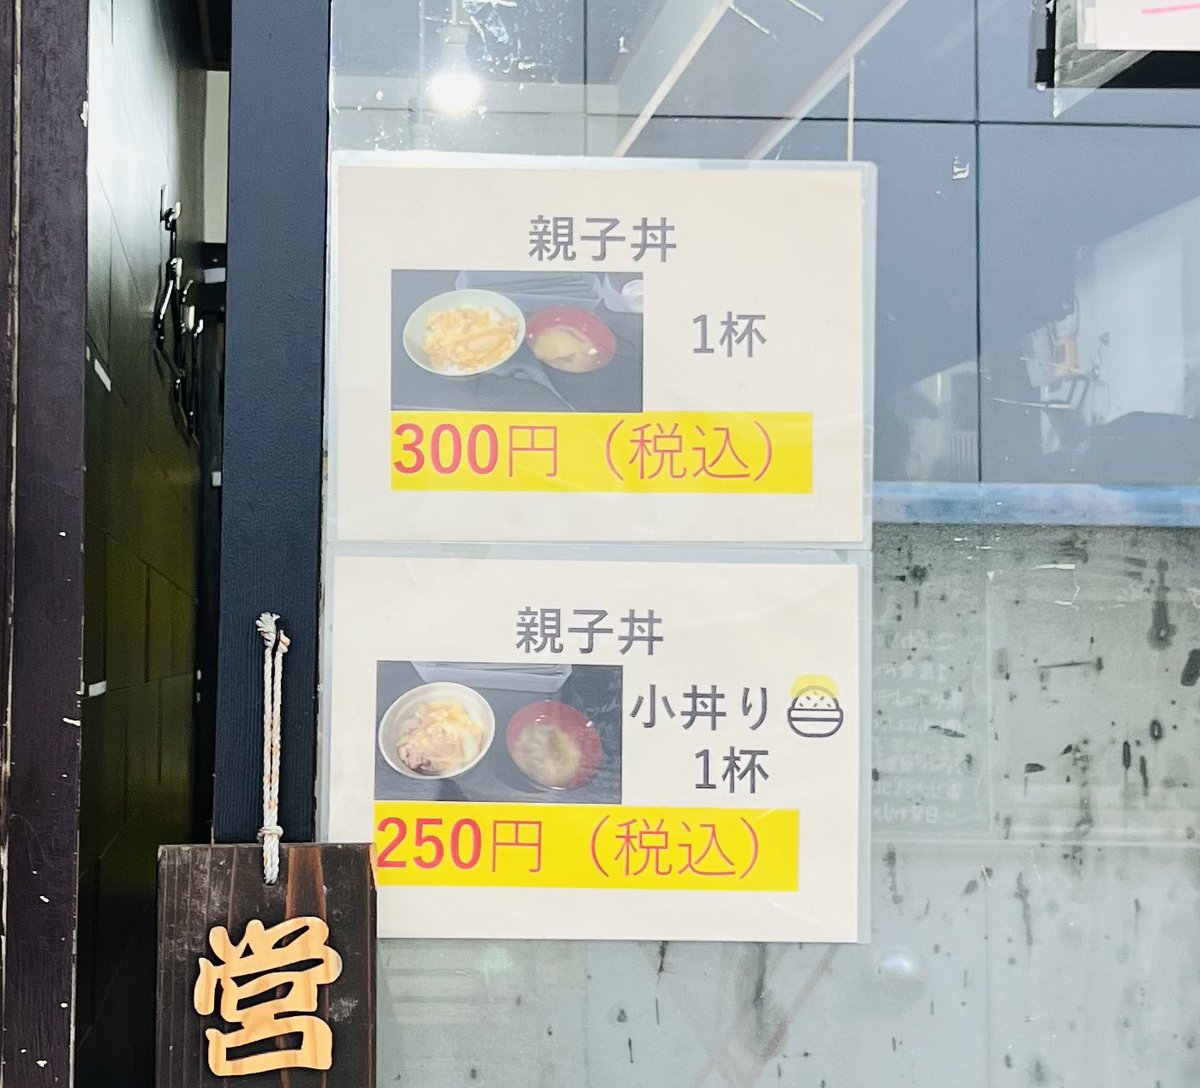 親子丼
1杯
300円（税込）
親子丼
小丼り
1杯
250円（税込）
営